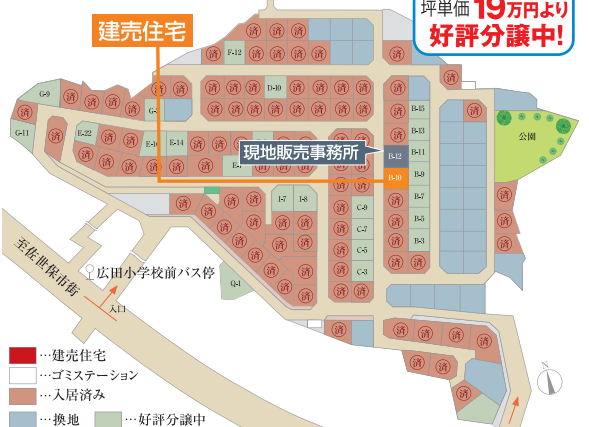 坪単価 19万円より
好評分譲中!
建売住宅
F-12
G-9
D-10
B-15
G-11
E-22
E-14
B-13
公園
現地販売事務所
B-12
B-11
B-10
B-9
I-7
I-8
C-9
B-7
C-7
B-5
C-5
B-3
C-3
Q-1
至佐世保市街
広田小学校前バス停
入口
…建売住宅
…ゴミステーション
…入居済み
…換地
…好評分譲中
N
済